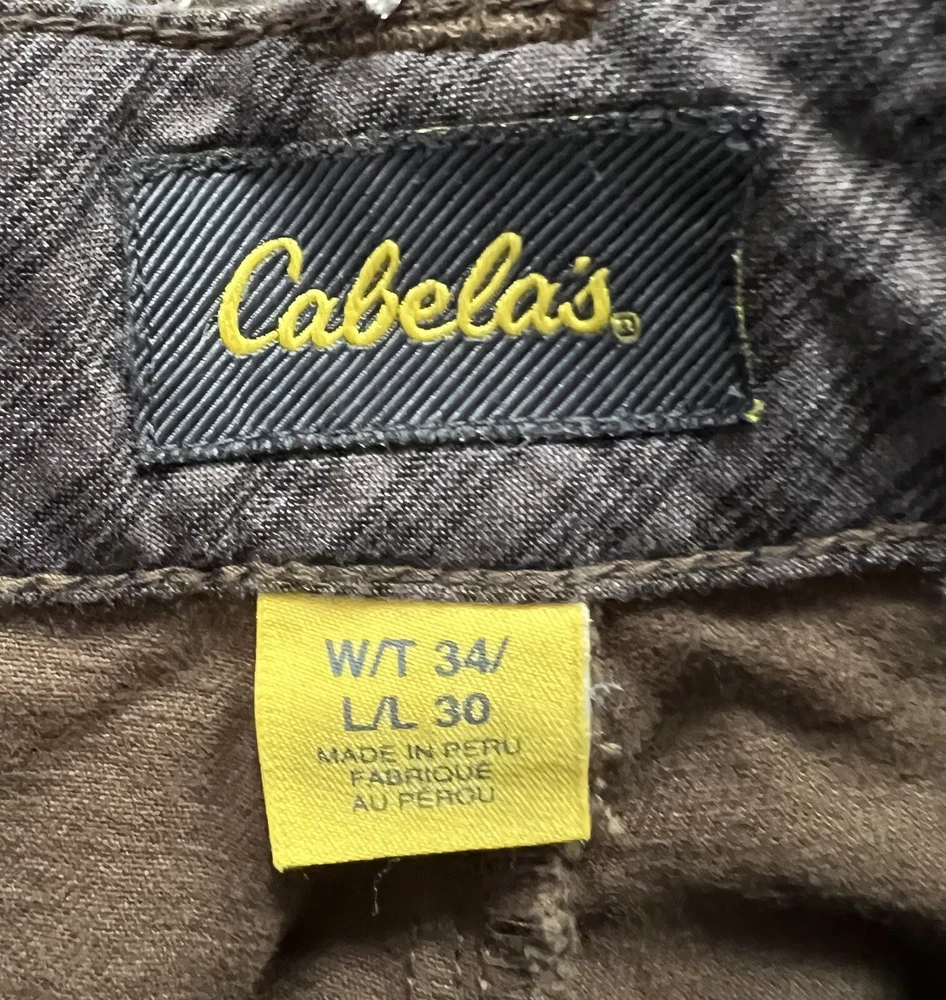 Cabela's®
W/T 34/
L/L 30
MADE IN PERU
FABRIQUE
AU PEROU